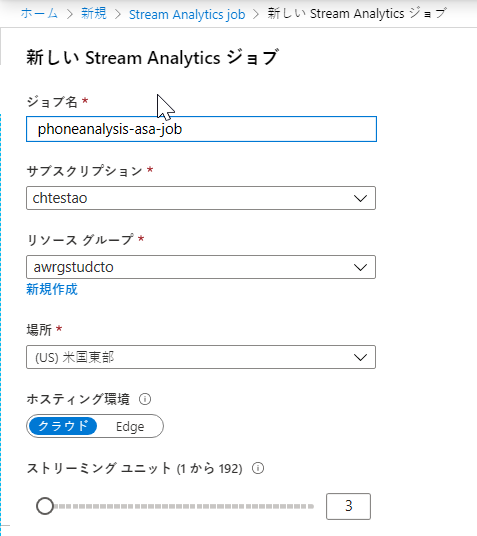 ホーム > 新規 > Stream Analytics job > 新しい Stream Analytics ジョブ
新しい Stream Analytics ジョブ
ジョブ名 *
phoneanalysis-asa-job
サブスクリプション *
chtestao
リソース グループ *
awrgstudcto
新規作成
場所 *
(US) 米国東部
ホスティング環境
クラウド Edge
ストリーミング ユニット (1 から 192)
3